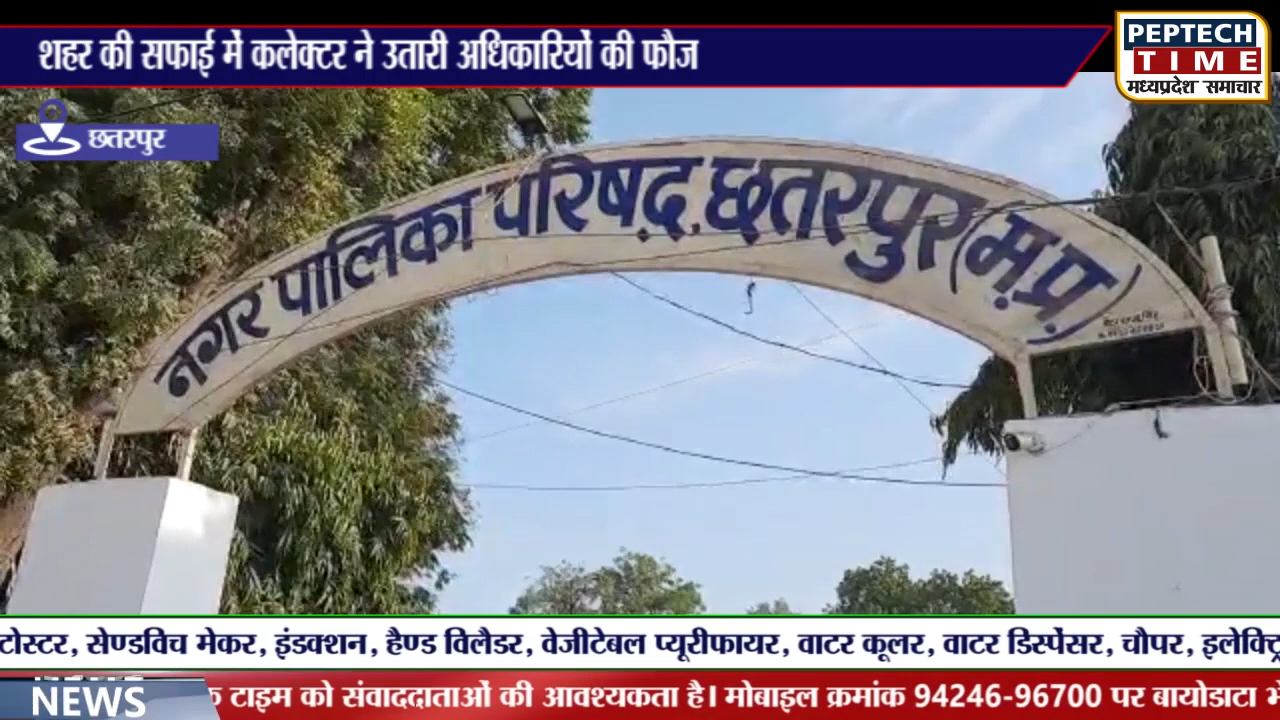 शहर की सफाई में कलेक्टर ने उतारी अधिकारियों की फौज
PEPTECH
TIME
मध्यप्रदेश समाचार
छतरपुर
नगर पालिका परिषद, छतरपुर (म.प्र.)
टोस्टर, सेण्डविच मेकर, इंडक्शन, हैण्ड विलैडर, वेजीटेबल प्यूरीफायर, वाटर कूलर, वाटर डिस्पेंसर, चौपर, इलेक्ट्रि
NEWS
टाइम को संवाददाताओं की आवश्यकता है। मोबाइल क्रमांक 94246-96700 पर बायोडाटा